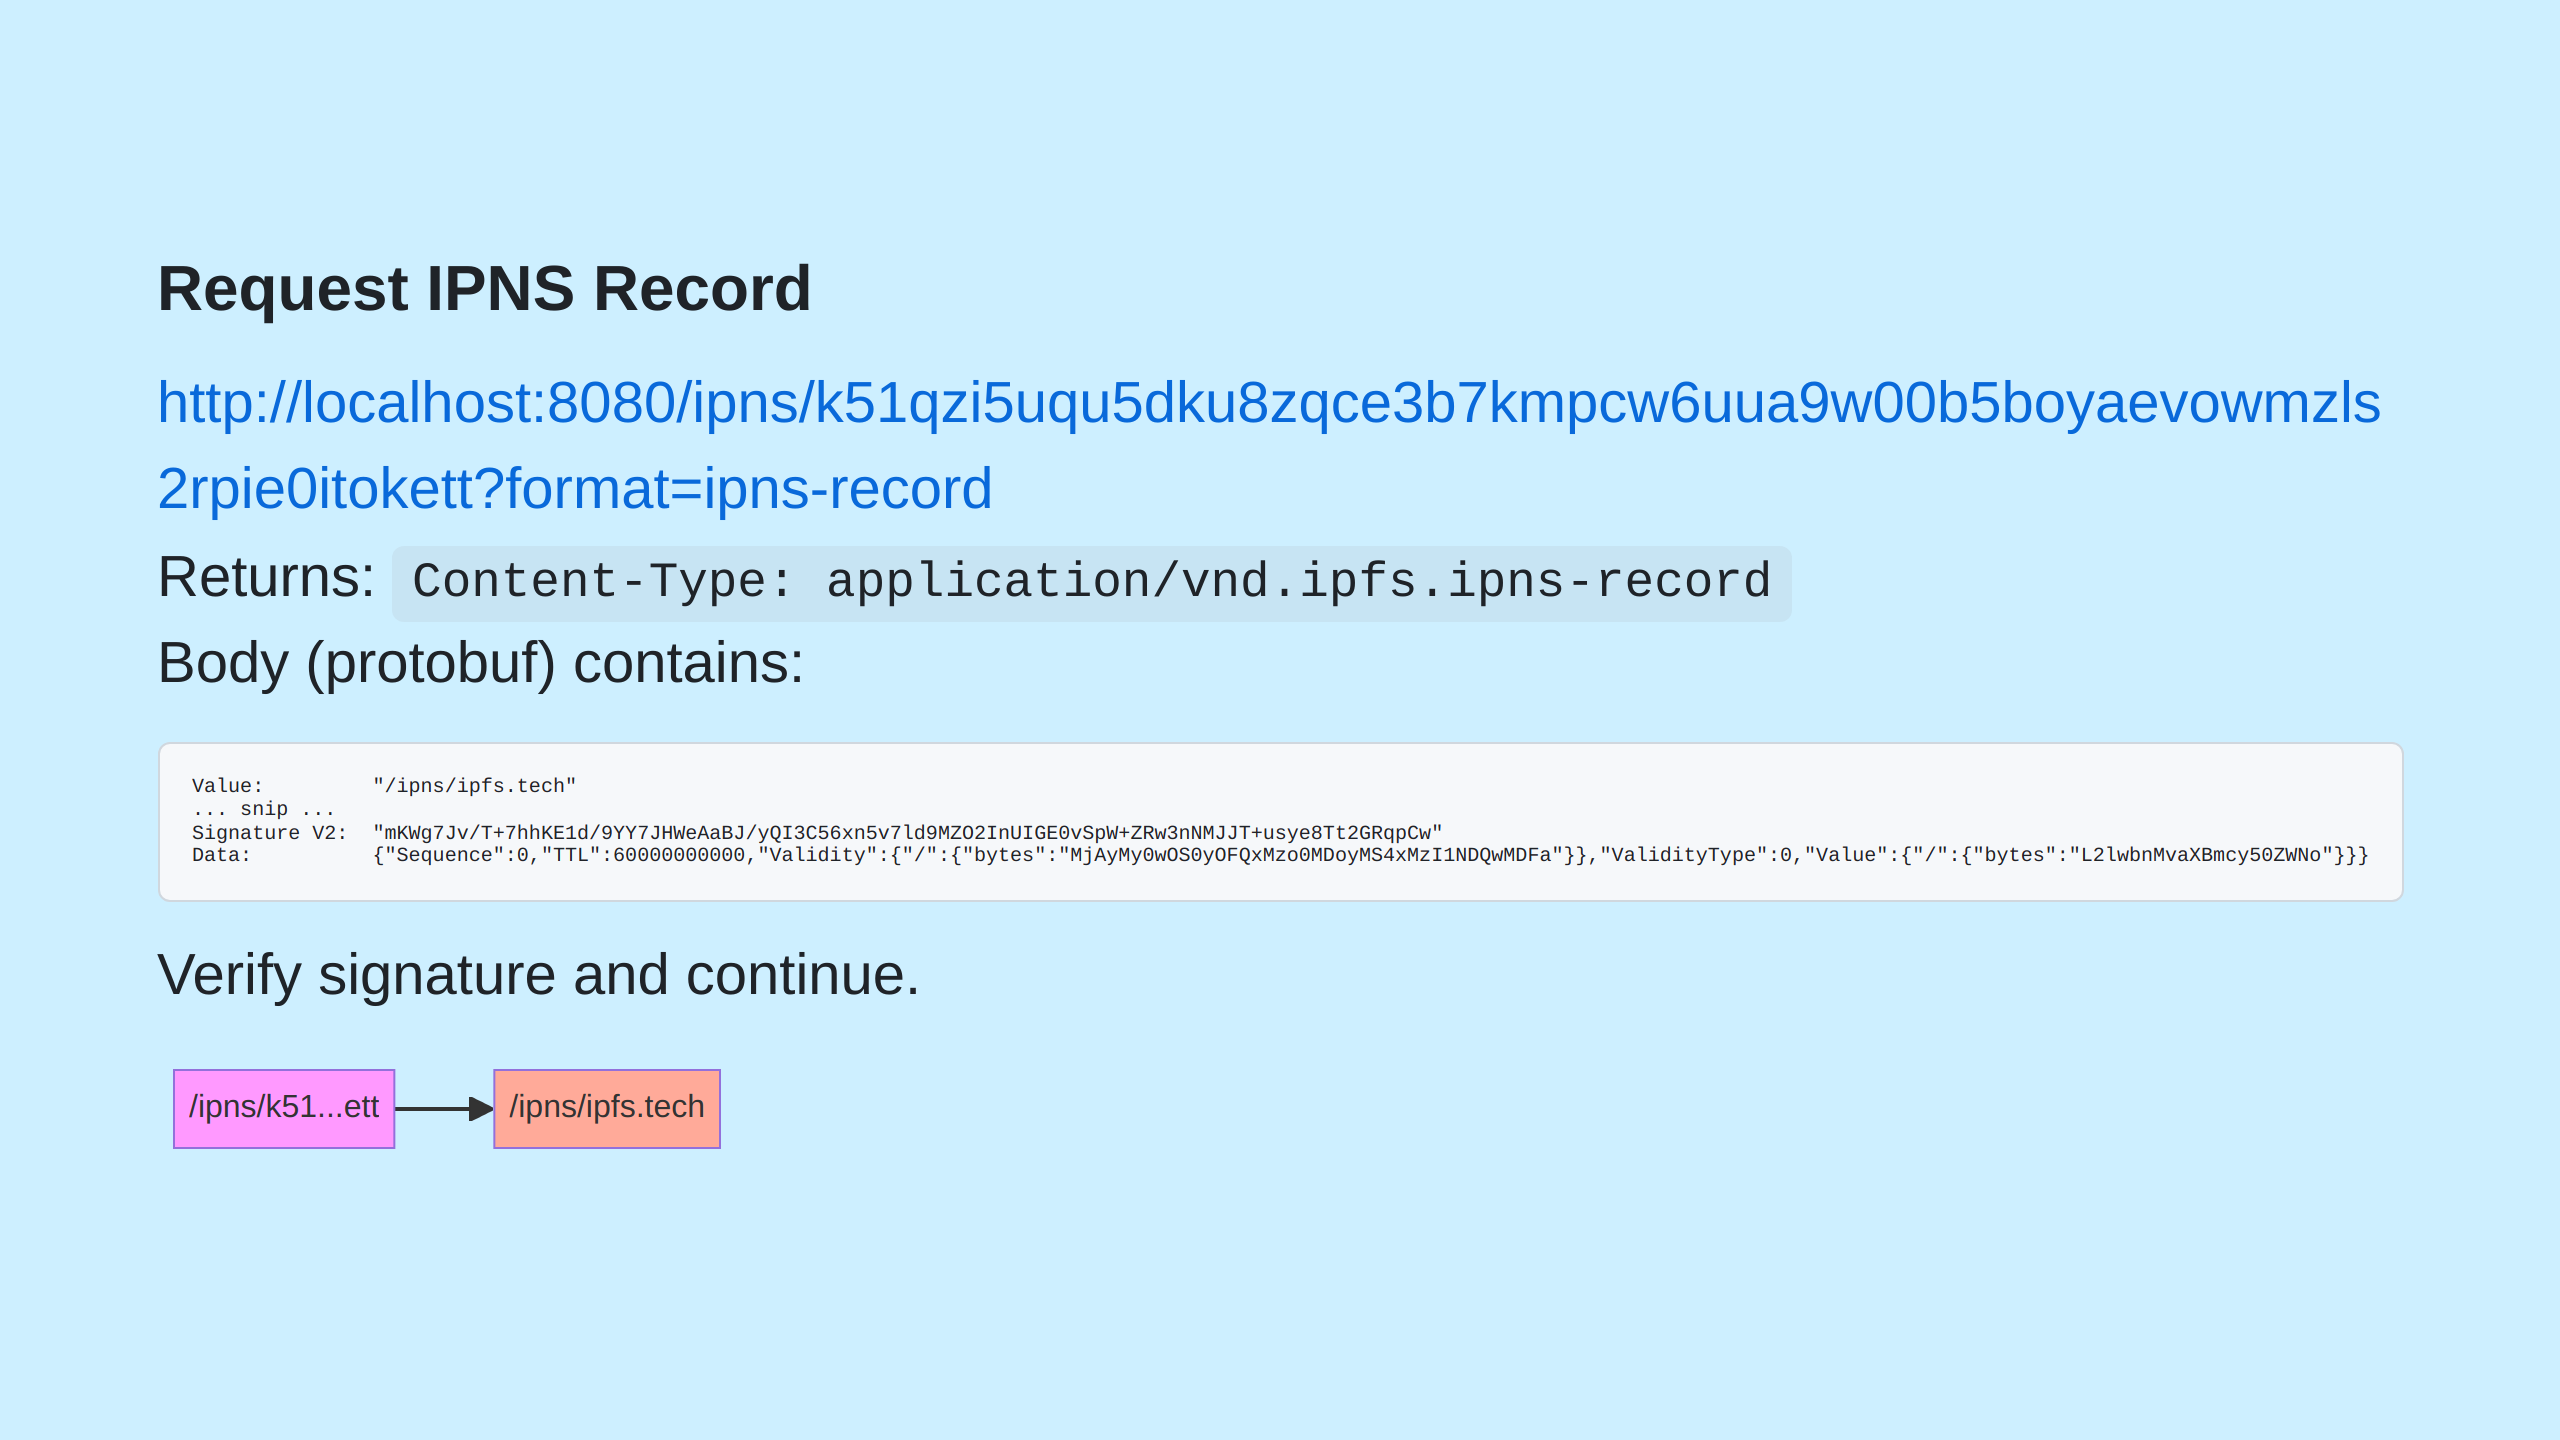 Request IPNS Record
http://localhost:8080/ipns/k51qzi5uqu5dku8zqce3b7kmpcw6uua9w00b5boyaevowmzls
2rpie0itokett?format=ipns-record
Returns: Content-Type: application/vnd.ipfs.ipns-record
Body (protobuf) contains:
Value:         "/ipns/ipfs.tech"
... snip ...
Signature V2:  "mKWg7Jv/T+7hhKE1d/9YY7JHWeAaBJ/yQI3C56xn5v7ld9MZO2InUIGE0vSpW+ZRw3nNMJJT+usye8Tt2GRqpCw"
Data:          {"Sequence":0,"TTL":60000000000,"Validity":{"/":{"bytes":"MjAyMy0wOS0yOFQxMzo0MDoyMS4xMzI1NDQwMDFa"}},"ValidityType":0,"Value":{"/":{"bytes":"L2lwbnMvaXBmcy50ZWNo"}}}
Verify signature and continue.
/ipns/k51...ett /ipns/ipfs.tech